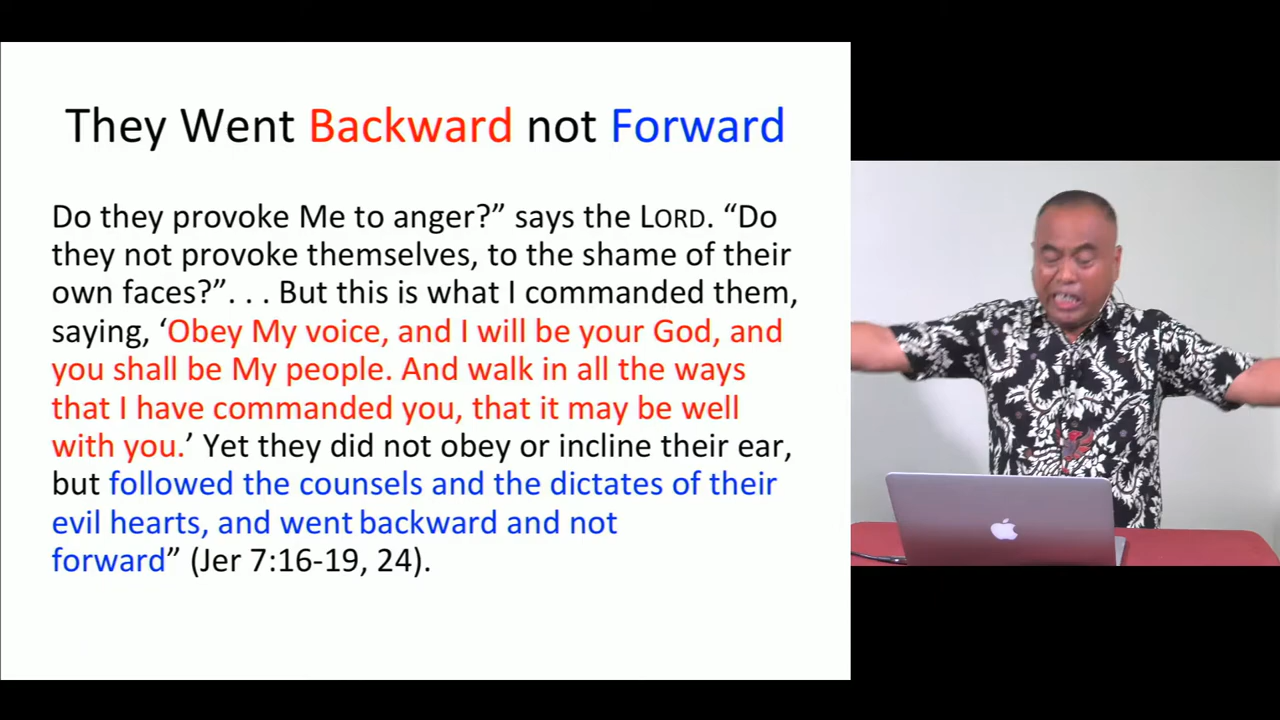 They Went Backward not Forward
Do they provoke Me to anger?” says the LORD. “Do
they not provoke themselves, to the shame of their
own faces?”. . . But this is what I commanded them,
saying, ‘Obey My voice, and I will be your God, and
you shall be My people. And walk in all the ways
that I have commanded you, that it may be well
with you.’ Yet they did not obey or incline their ear,
but followed the counsels and the dictates of their
evil hearts, and went backward and not
forward” (Jer 7:16-19, 24).